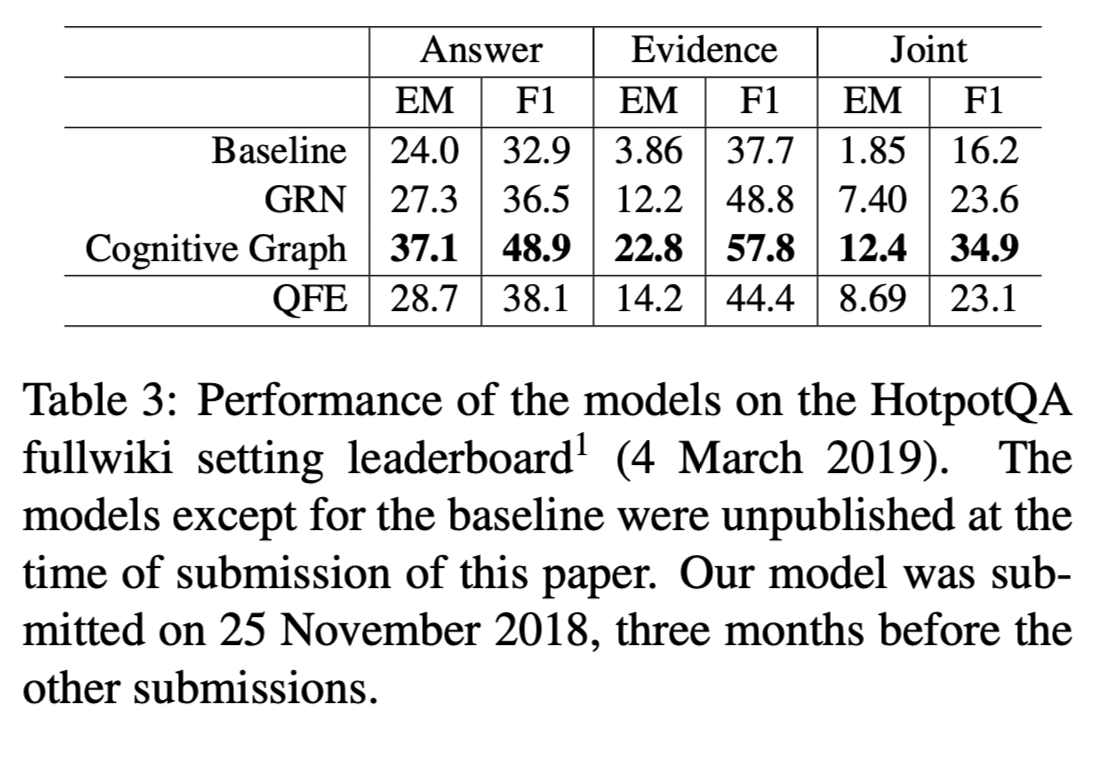 Answer Evidence Joint
EM F1 EM F1 EM F1
Baseline 24.0 32.9 3.86 37.7 1.85 16.2
GRN 27.3 36.5 12.2 48.8 7.40 23.6
Cognitive Graph 37.1 48.9 22.8 57.8 12.4 34.9
QFE 28.7 38.1 14.2 44.4 8.69 23.1
Table 3: Performance of the models on the HotpotQA
fullwiki setting leaderboard¹ (4 March 2019). The
models except for the baseline were unpublished at the
time of submission of this paper. Our model was sub-
mitted on 25 November 2018, three months before the
other submissions.